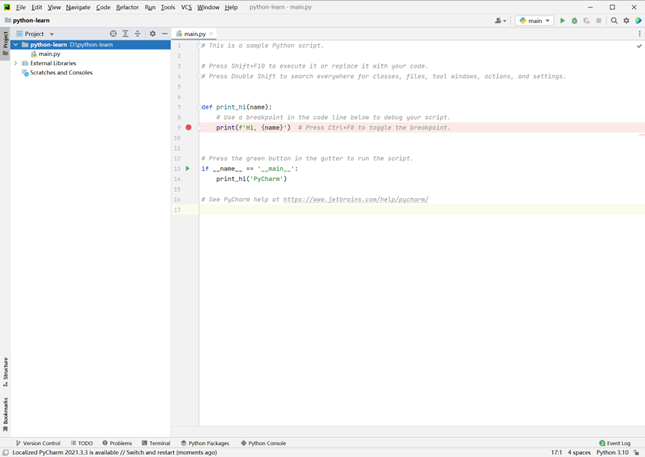 File Edit View Navigate Code Refactor Run Tools VCS Window Help python-learn - main.py
python-learn main
Project main.py
python-learn D:\python-learn
main.py
External Libraries
Scratches and Consoles
Project
Structure
Bookmarks
1 # This is a sample Python script.
2
3 # Press Shift+F10 to execute it or replace it with your code.
4 # Press Double Shift to search everywhere for classes, files, tool windows, actions, and settings.
5
6
7 def print_hi(name):
8 # Use a breakpoint in the code line below to debug your script.
9 print(f'Hi, {name}') # Press Ctrl+F8 to toggle the breakpoint.
10
11
12 # Press the green button in the gutter to run the script.
13 if __name__ == '__main__':
14 print_hi('PyCharm')
15
16 # See PyCharm help at https://www.jetbrains.com/help/pycharm/
17
Version Control TODO Problems Terminal Python Packages Python Console Event Log
Localized PyCharm 2021.3.3 is available // Switch and restart (moments ago) 17:1 4 spaces Python 3.10